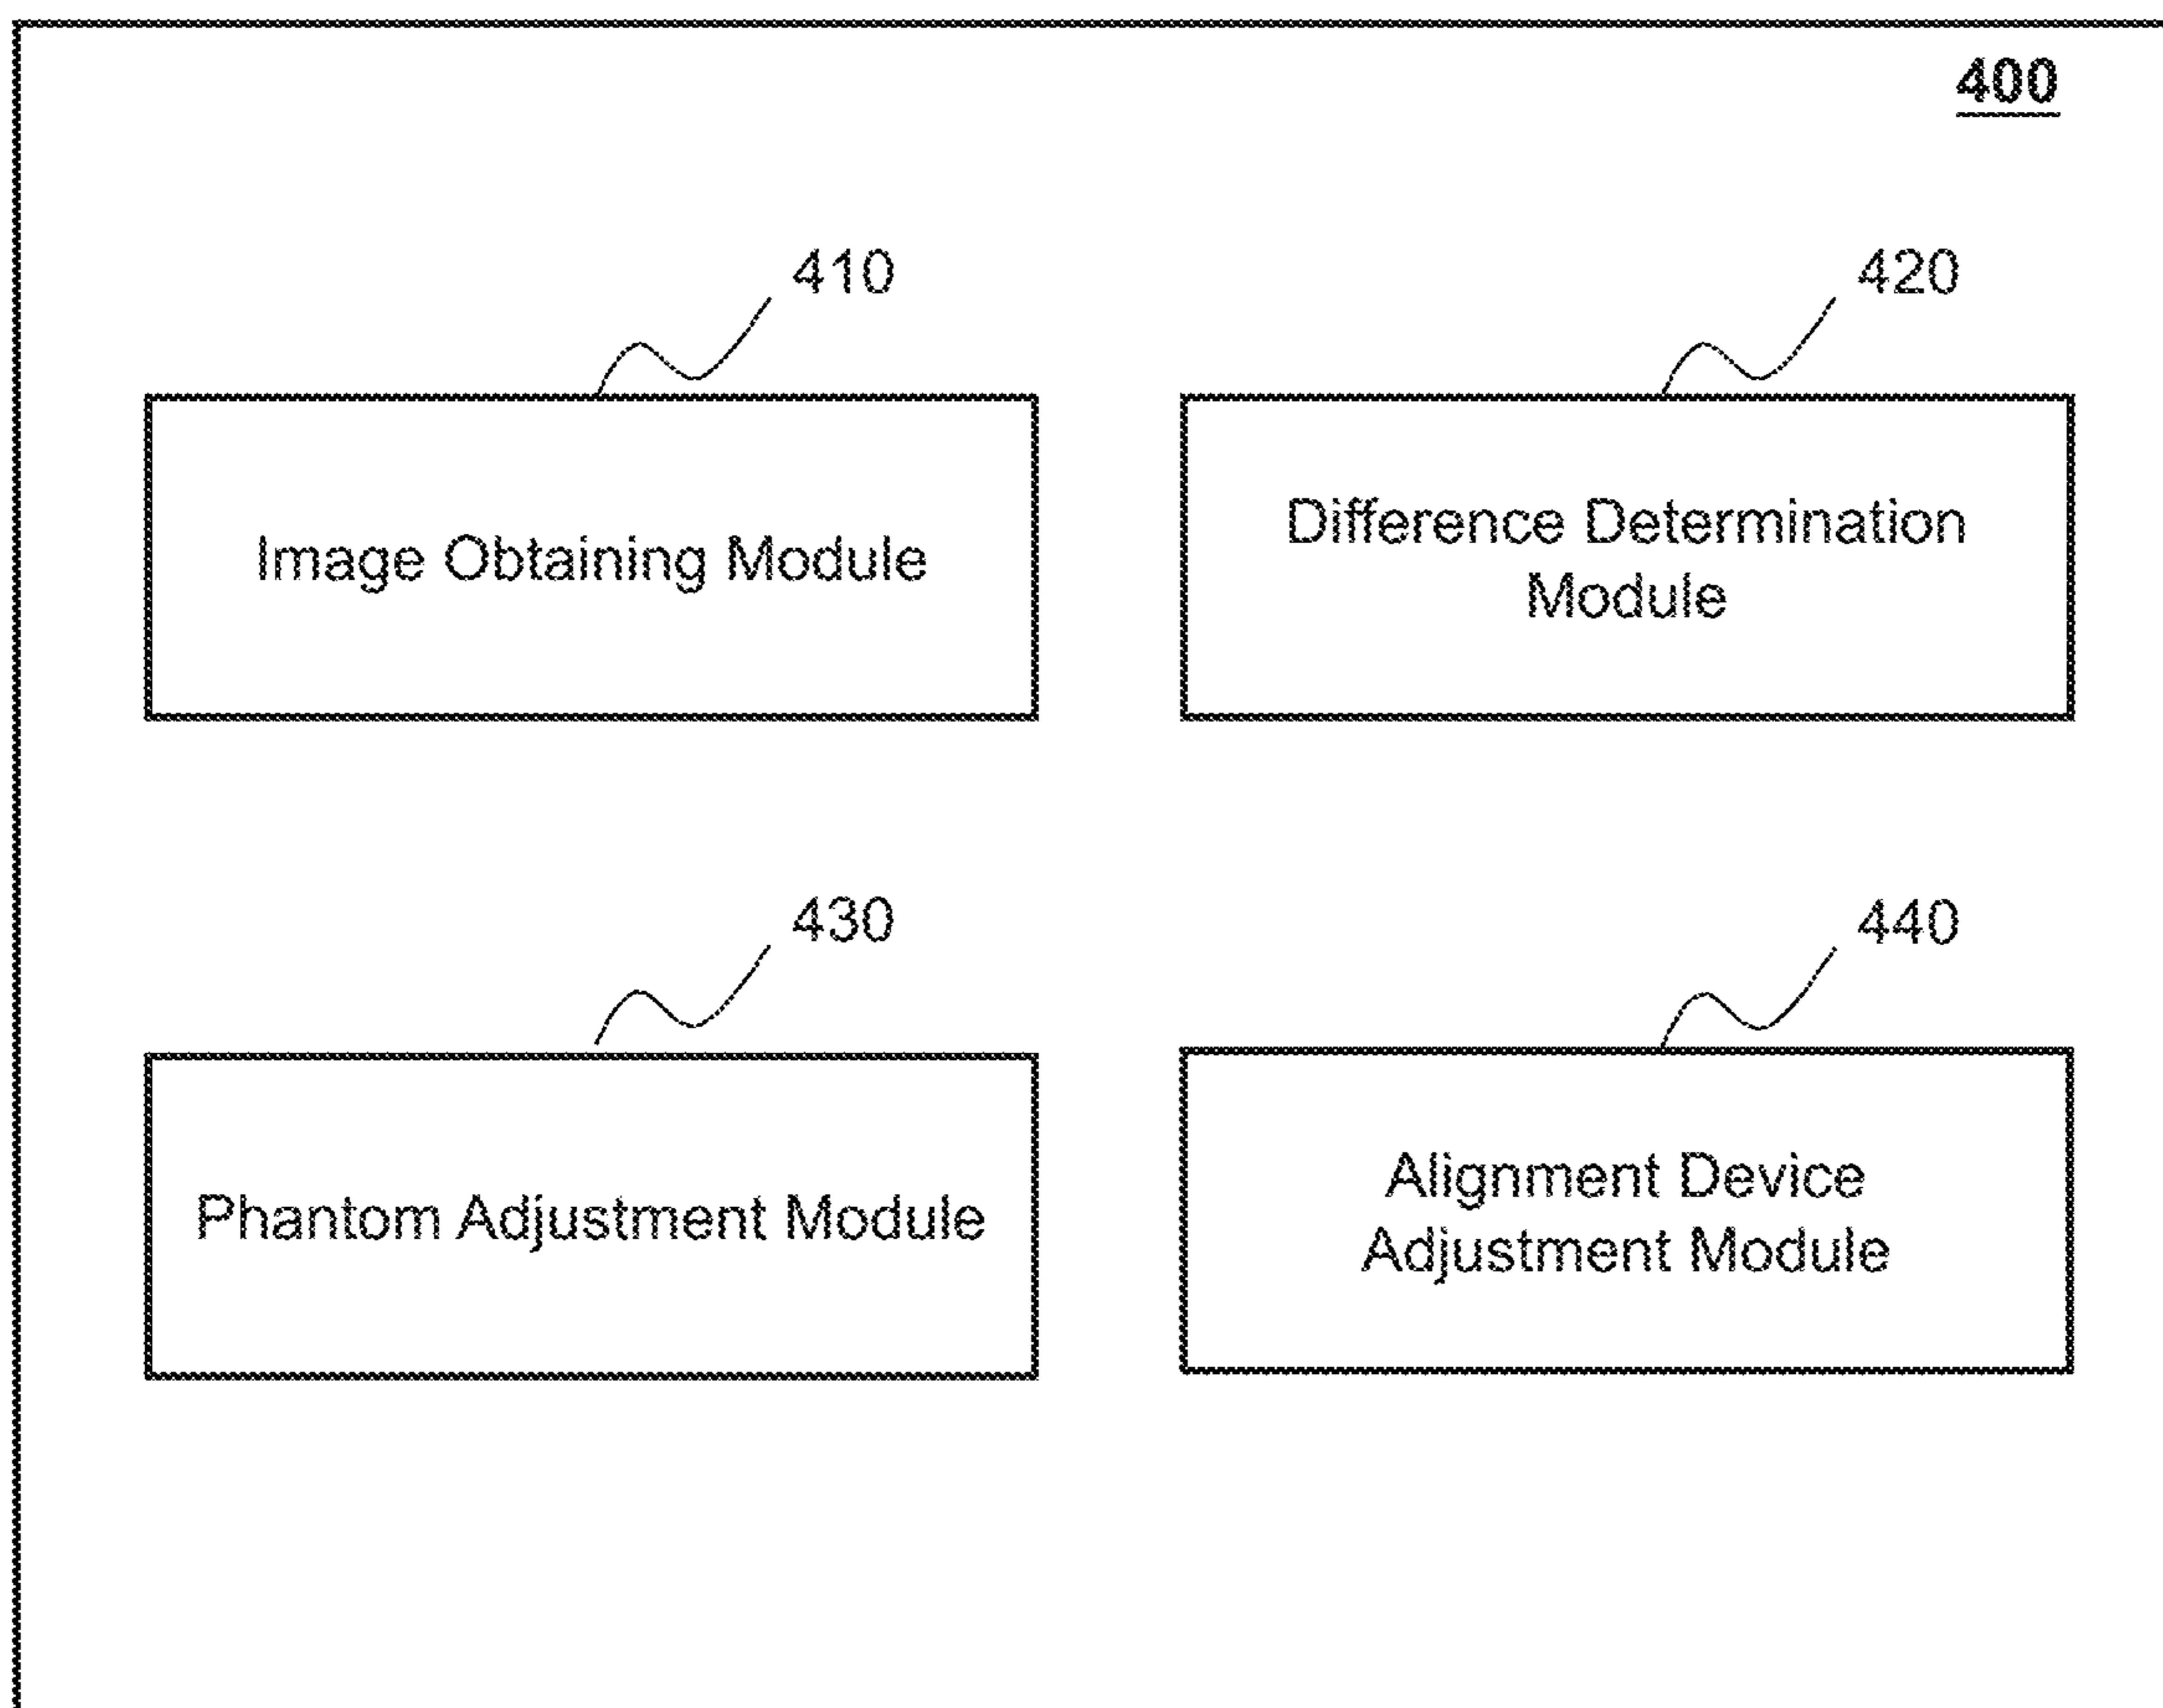 400
410
Image Obtaining Module
420
Difference Determination
Module
430
Phantom Adjustment Module
440
Alignment Device
Adjustment Module